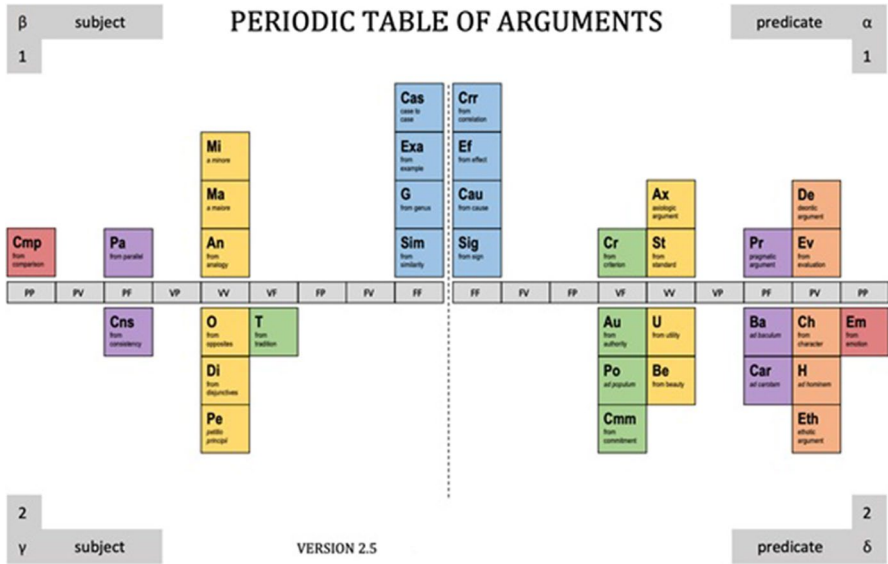 β subject
1
PERIODIC TABLE OF ARGUMENTS
predicate α
1
Cas
case to
case
Crr
from
correlation
Mi
a minore
Exa
from
example
Ef
from effect
Ma
a maiore
G
from genus
Cau
from cause
Ax
axiologic
argument
De
deontic
argument
Cmp
from
comparison
Pa
from parallel
An
from
analogy
Sim
from
similarity
Sig
from sign
Cr
from
criterion
St
from
standard
Pr
pragmatic
argument
Ev
from
evaluation
PP PV PF VP VV VF FP FV FF FF FV FP VF VV VP PF PV PP
Cns
from
consistency
O
from
opposites
T
from
tradition
Au
from
authority
U
from utility
Ba
ad baculum
Ch
from
character
Em
from
emotion
Di
from
disjunctives
Po
ad populum
Be
from beauty
Car
ad carotam
H
ad hominem
Pe
petitio
principi
Cmm
from
commitment
Eth
ethotic
argument
2
γ subject
VERSION 2.5
2
predicate δ